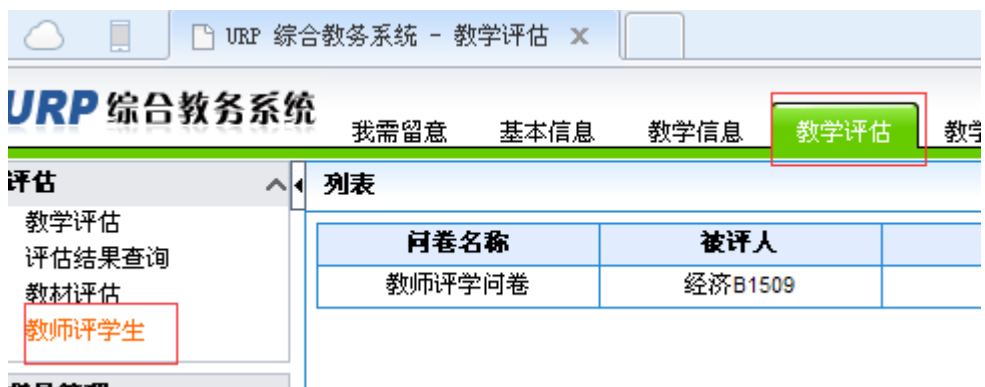 URP 综合教务系统 - 教学评估
URP 综合教务系统
我需留意 基本信息 教学信息 教学评估 教学
评估
列表
教学评估
评估结果查询
教材评估
教师评学生
问卷名称 被评人
教师评学问卷 经济B1509